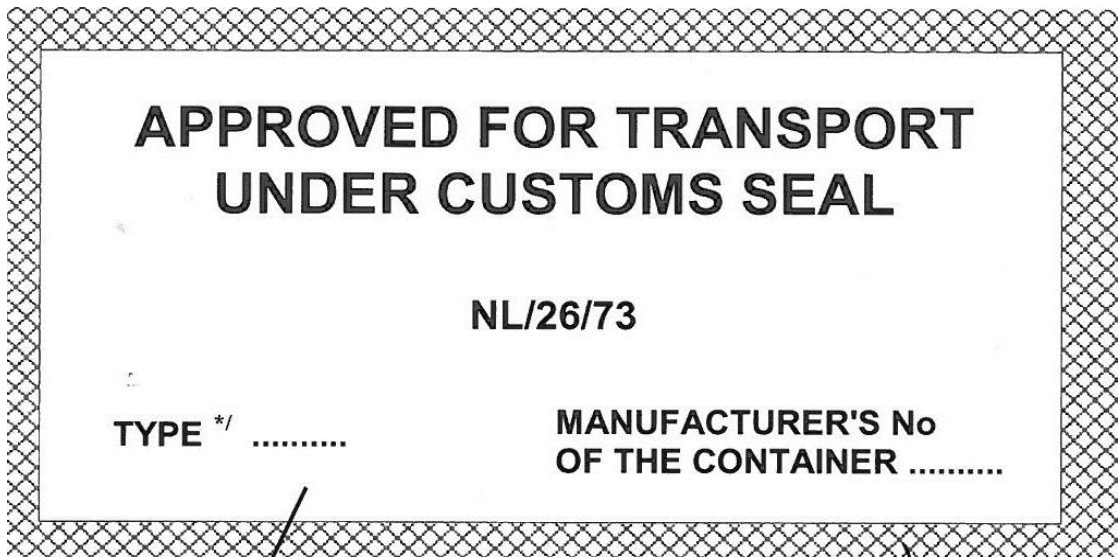 APPROVED FOR TRANSPORT
UNDER CUSTOMS SEAL
NL/26/73
TYPE */ ..........
MANUFACTURER'S No
OF THE CONTAINER ..........